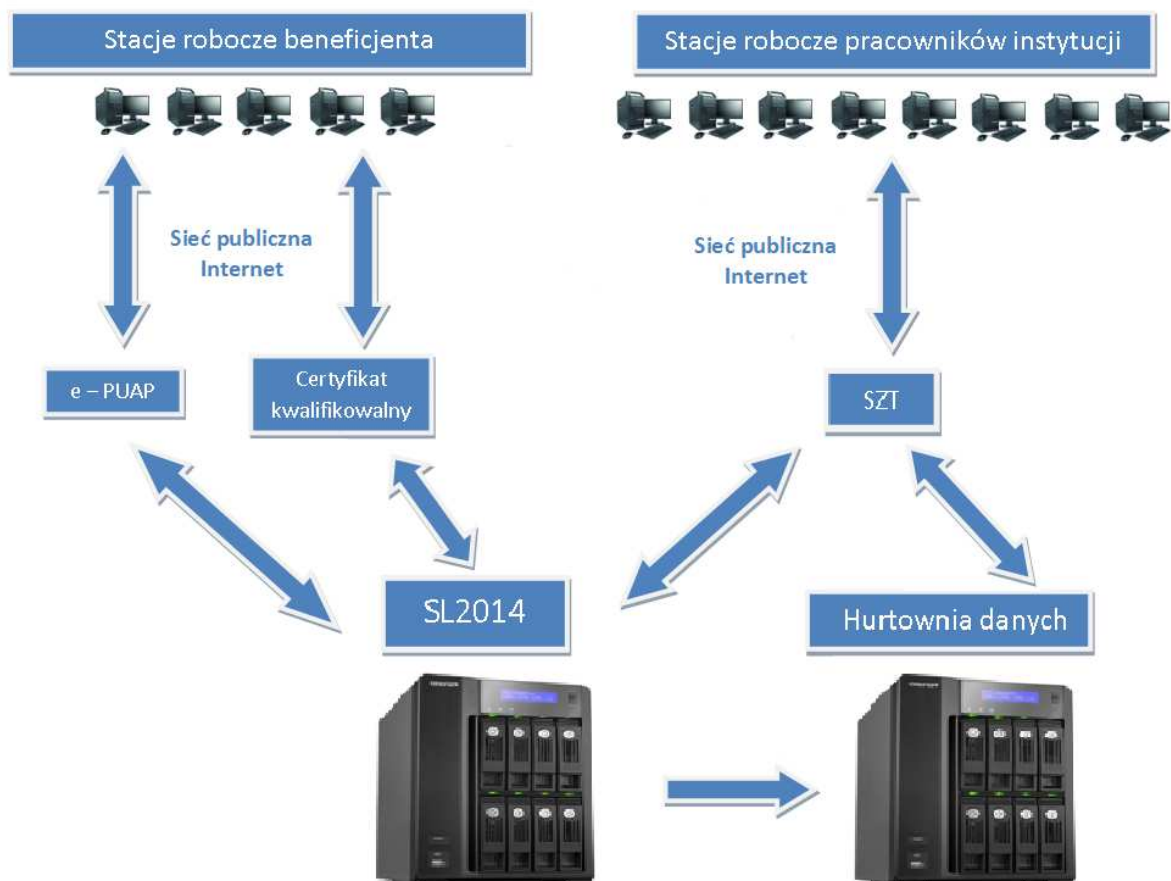 Stacje robocze beneficjenta
Stacje robocze pracowników instytucji
Sieć publiczna
Internet
Sieć publiczna
Internet
e – PUAP
Certyfikat
kwalifikowalny
SZT
SL2014
Hurtownia danych